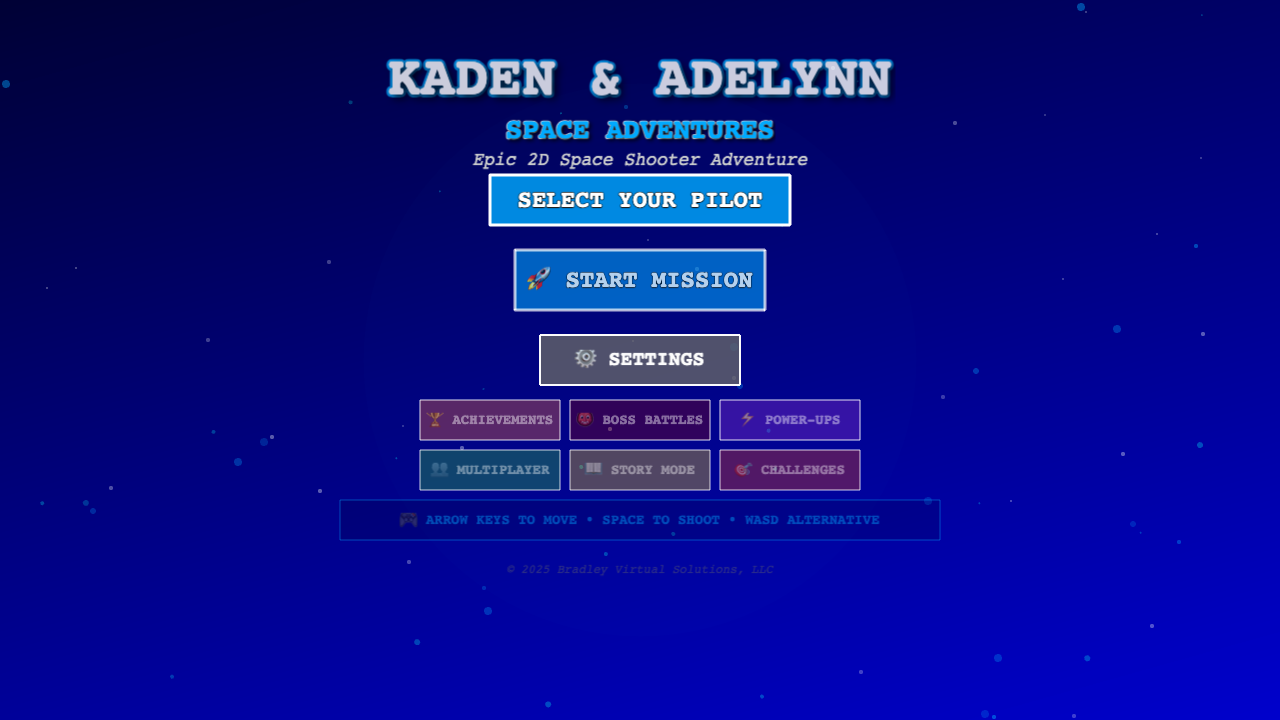 KADEN & ADELYNN
SPACE ADVENTURES
Epic 2D Space Shooter Adventure
SELECT YOUR PILOT
🚀 START MISSION
⚙️ SETTINGS
🏆 ACHIEVEMENTS
👹 BOSS BATTLES
⚡ POWER-UPS
👥 MULTIPLAYER
📖 STORY MODE
🎯 CHALLENGES
🎮 ARROW KEYS TO MOVE • SPACE TO SHOOT • WASD ALTERNATIVE
© 2025 Bradley Virtual Solutions, LLC